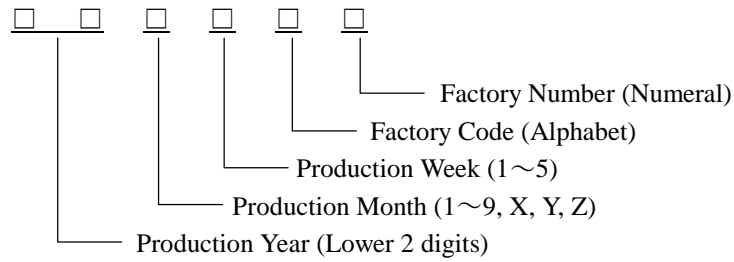 □ □ □ □ □ □
Factory Number (Numeral)
Factory Code (Alphabet)
Production Week (1～5)
Production Month (1～9, X, Y, Z)
Production Year (Lower 2 digits)